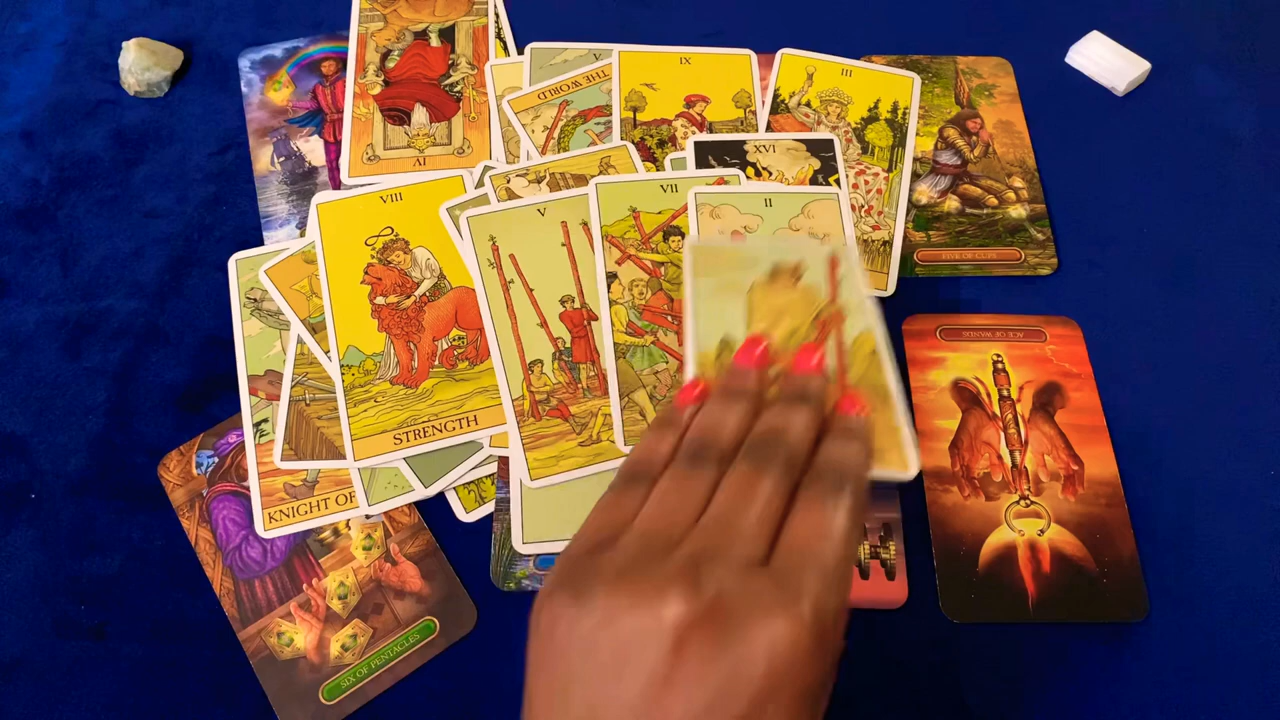 IV
X
THE WORLD
IX
III
XVI
FIVE OF CUPS
VIII
VII
II
V
ACE OF WANDS
STRENGTH
KNIGHT OF
SIX OF PENTACLES